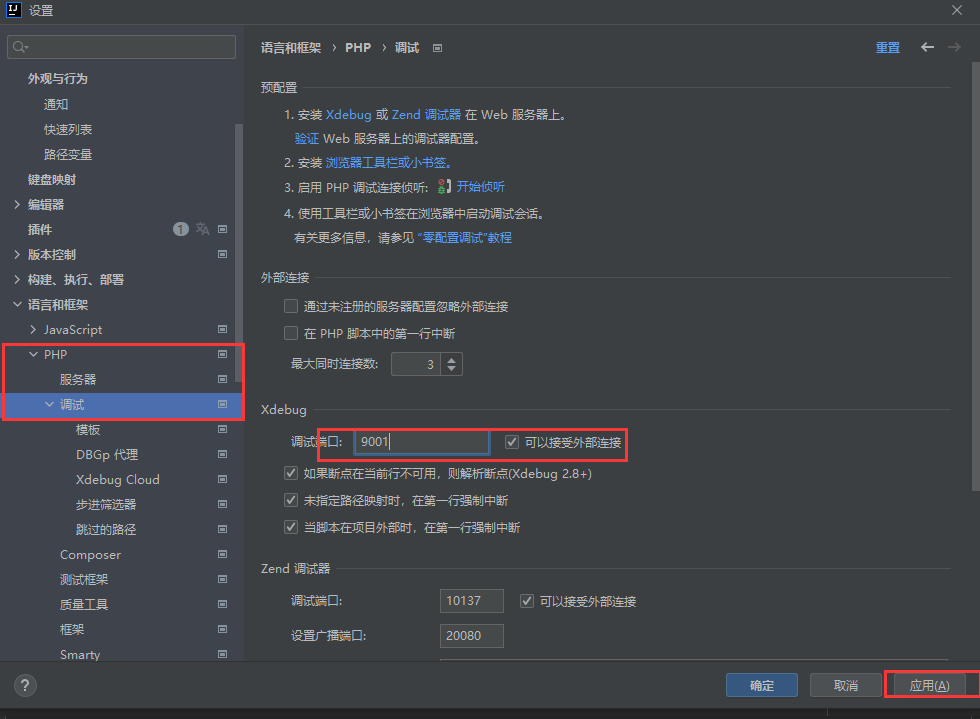 设置
外观与行为
通知
快速列表
路径变量
键盘映射
编辑器
插件 1
版本控制
构建、执行、部署
语言和框架
JavaScript
PHP
服务器
调试
模板
DBGp 代理
Xdebug Cloud
步进筛选器
跳过的路径
Composer
测试框架
质量工具
框架
Smarty
语言和框架 › PHP › 调试 重置
预配置
1. 安装 Xdebug 或 Zend 调试器 在 Web 服务器上。
验证 Web 服务器上的调试器配置。
2. 安装 浏览器工具栏或小书签。
3. 启用 PHP 调试连接侦听: 开始侦听
4. 使用工具栏或小书签在浏览器中启动调试会话。
有关更多信息，请参见 “零配置调试”教程
外部连接
通过未注册的服务器配置忽略外部连接
在 PHP 脚本中的第一行中断
最大同时连接数: 3
Xdebug
调试端口: 9001 可以接受外部连接
如果断点在当前行不可用，则解析断点(Xdebug 2.8+)
未指定路径映射时，在第一行强制中断
当脚本在项目外部时，在第一行强制中断
Zend 调试器
调试端口: 10137 可以接受外部连接
设置广播端口: 20080
? 确定 取消 应用(A)